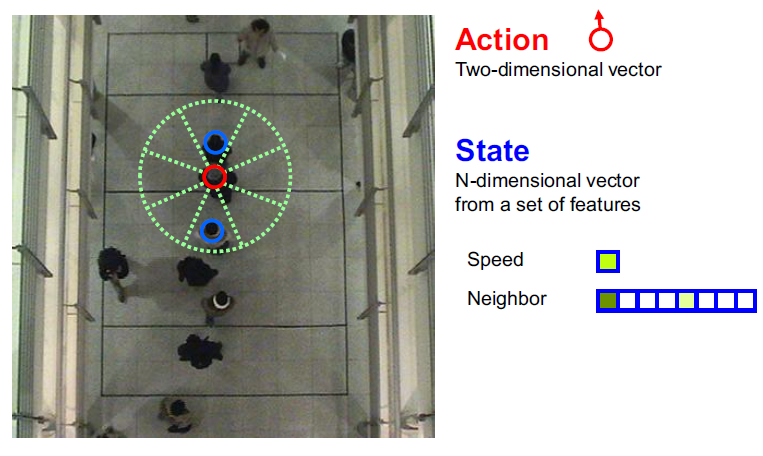 Action
Two-dimensional vector
State
N-dimensional vector
from a set of features
Speed
Neighbor